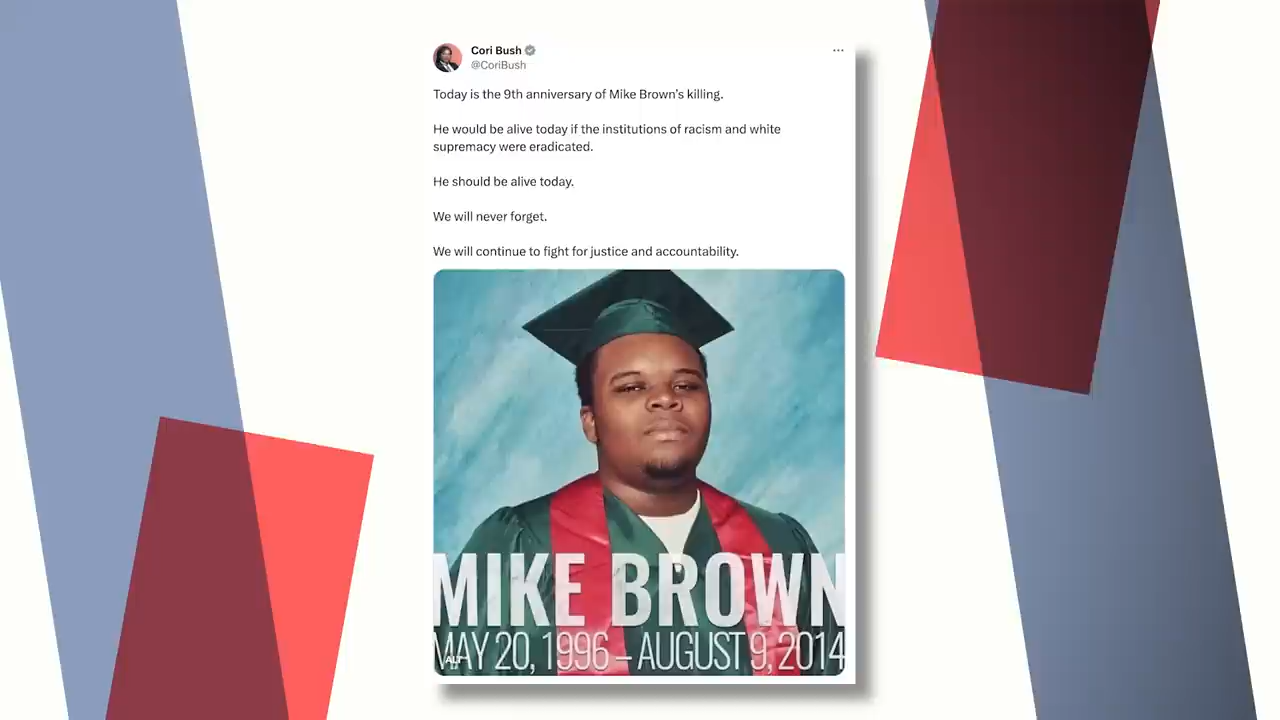 Cori Bush
@CoriBush
Today is the 9th anniversary of Mike Brown's killing.
He would be alive today if the institutions of racism and white
supremacy were eradicated.
He should be alive today.
We will never forget.
We will continue to fight for justice and accountability.
MIKE BROWN
MAY 20, 1996 – AUGUST 9, 2014
ALT